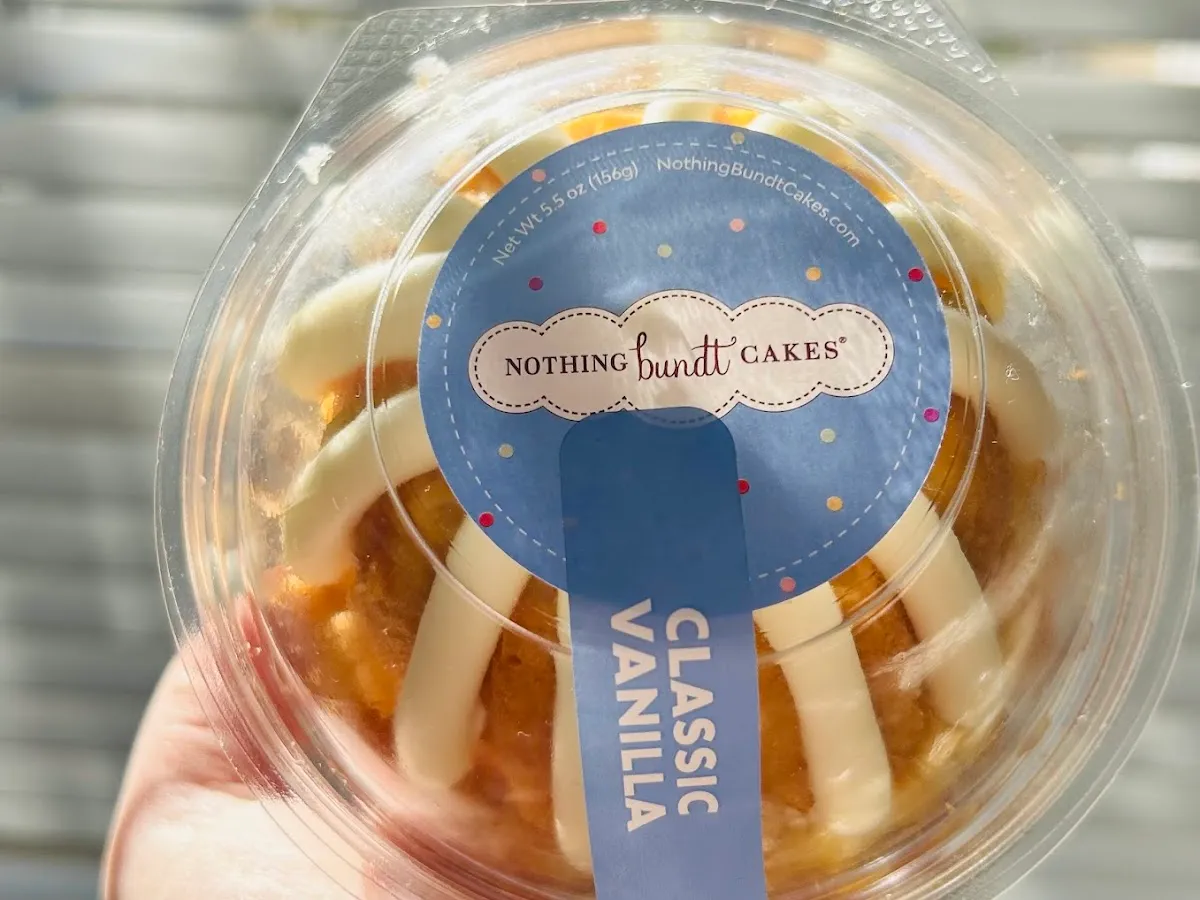 Net Wt 5.5 oz (156g) NothingBundtCakes.com
NOTHING bundt CAKES®
CLASSIC
VANILLA